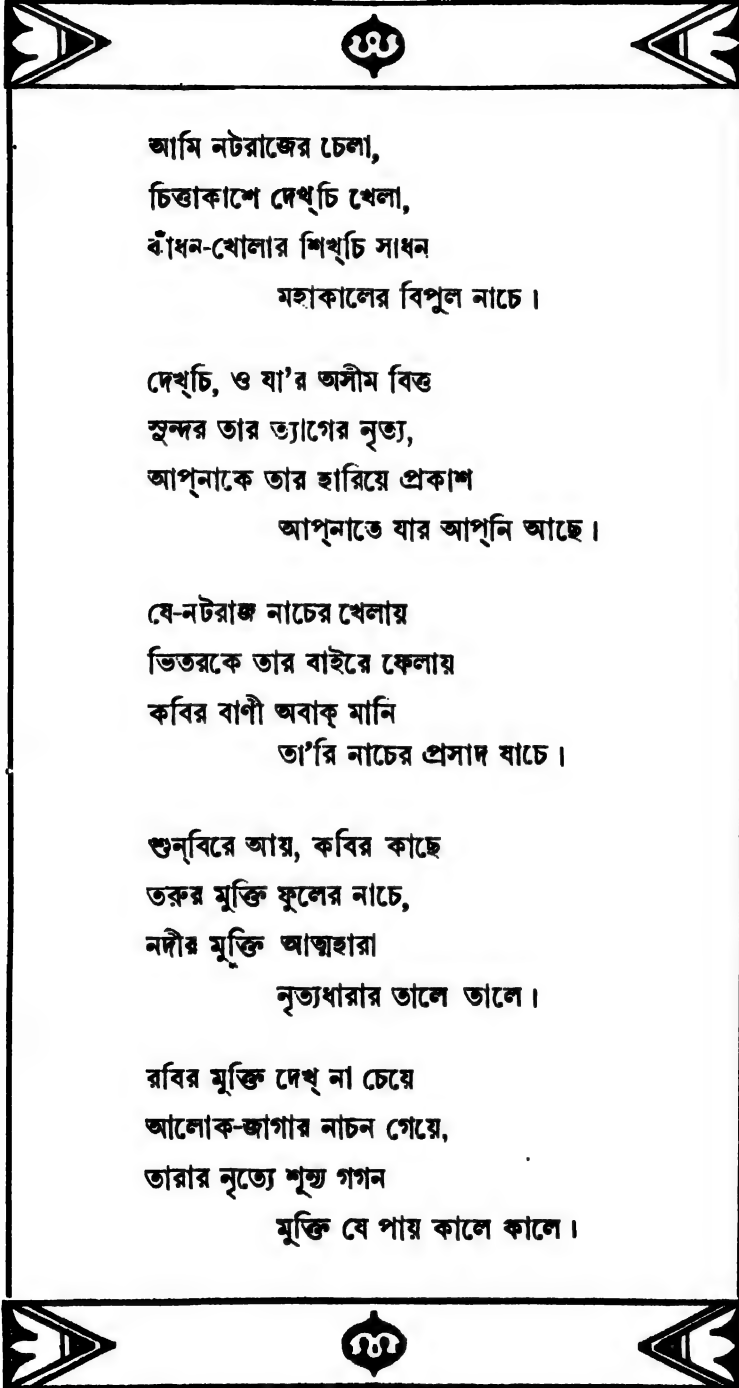 আমি নটরাজের চেলা,
চিত্তাকাশে দেখ্‌চি খেলা,
বাঁধন-খোলার শিখ্‌চি সাধন
মহাকালের বিপুল নাচে।
দেখ্‌চি, ও যা'র অসীম বিত্ত
সুন্দর তার ত্যাগের নৃত্য,
আপ্‌নাকে তার হারিয়ে প্রকাশ
আপ্‌নাতে যার আপ্‌নি আছে।
যে-নটরাজ নাচের খেলায়
ভিতরকে তার বাইরে ফেলায়
কবির বাণী অবাক্ মানি
তা'রি নাচের প্রসাদ যাচে।
শুন্‌বিরে আয়, কবির কাছে
তরুর মুক্তি ফুলের নাচে,
নদীর মুক্তি আত্মহারা
নৃত্যধারার তালে তালে।
রবির মুক্তি দেখ্ না চেয়ে
আলোক-জাগার নাচন গেয়ে,
তারার নৃত্যে শূন্য গগন
মুক্তি যে পায় কালে কালে।